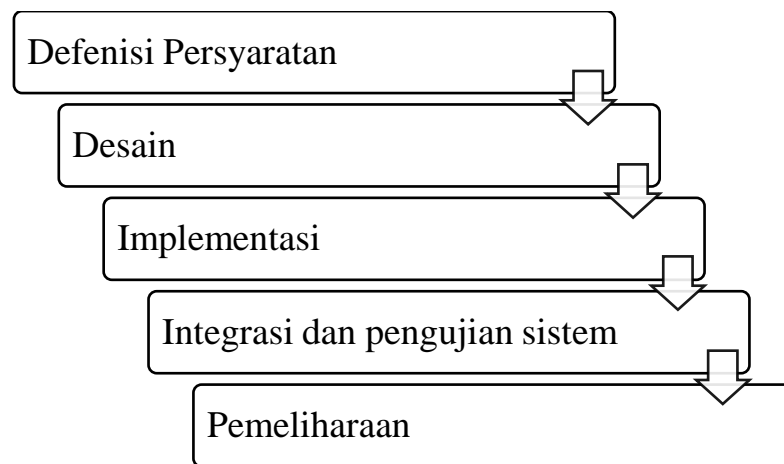 Defenisi Persyaratan
Desain
Implementasi
Integrasi dan pengujian sistem
Pemeliharaan